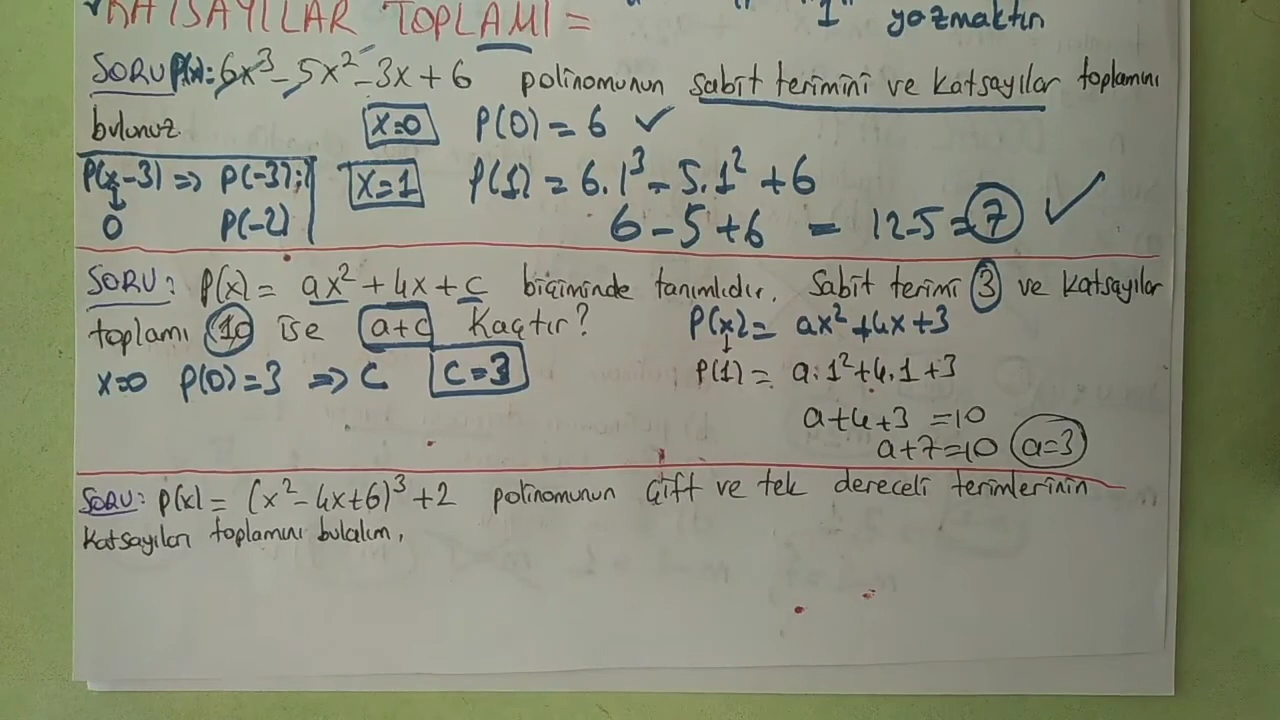 KATSAYILAR TOPLAMI = " " "1" yazmaktır
SORU P(x)= 6x³ - 5x² - 3x + 6 polinomunun sabit terimini ve katsayılar toplamını
bulunuz x=0 P(0) = 6 ✓
P(x-3) => P(-3); x=1 P(1) = 6.1³ - 5.1² + 6
0 P(-2) 6 - 5 + 6 = 12-5 = 7 ✓
SORU: P(x) = ax² + 4x + c biçiminde tanımlıdır. Sabit terimi 3 ve katsayılar
toplamı 10 ise a+c kaçtır? P(x) = ax² + 4x + 3
x=0 P(0) = 3 => c c=3 P(1) = a.1² + 4.1 + 3
a+4+3 = 10
a+7=10 a=3
SORU: P(x) = (x² - 4x + 6)³ + 2 polinomunun çift ve tek dereceli terimlerinin
katsayıları toplamını bulalım.